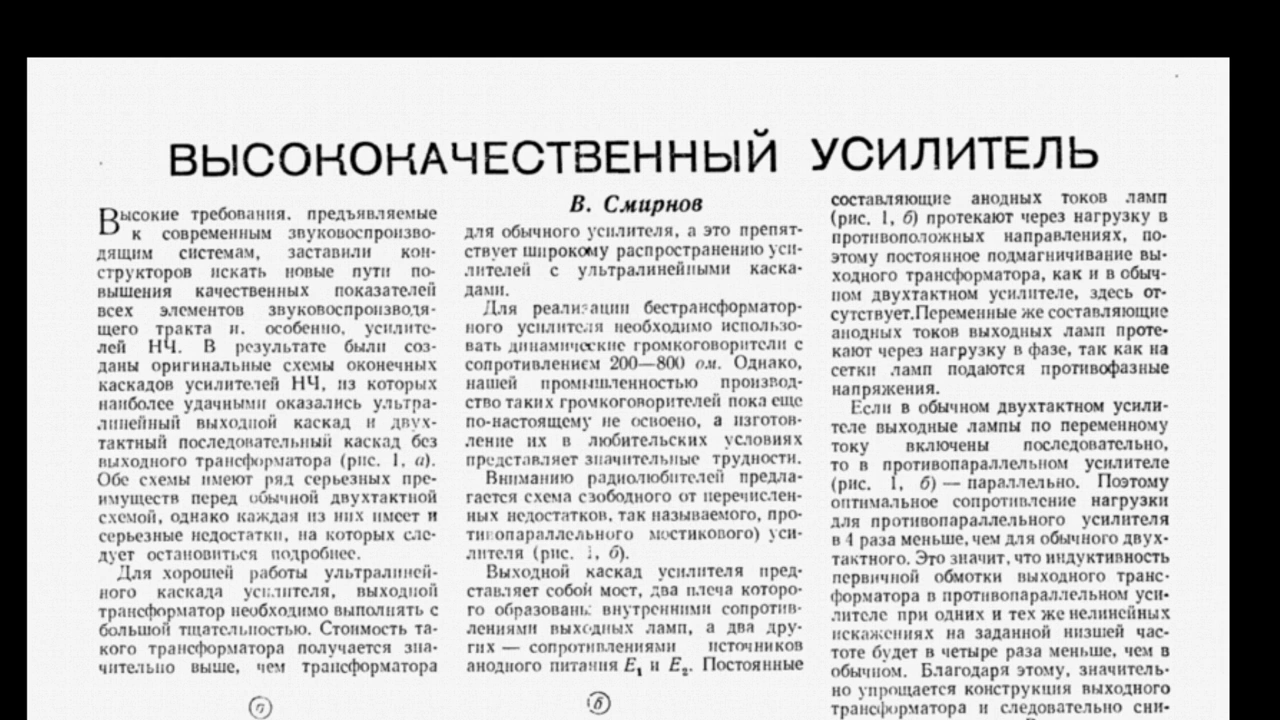 ВЫСОКОКАЧЕСТВЕННЫЙ УСИЛИТЕЛЬ
В. Смирнов
Высокие требования. предъявляемые
к современным звуковоспроизво-
дящим системам, заставили кон-
структоров искать новые пути по-
вышения качественных показателей
всех элементов звуковоспроизводя-
щего тракта и. особенно, усилите-
лей НЧ. В результате были соз-
даны оригинальные схемы оконечных
каскадов усилителей НЧ, из которых
наиболее удачными оказались ультра-
линейный выходной каскад и двух-
тактный последовательный каскад без
выходного трансформатора (рис. 1, а).
Обе схемы имеют ряд серьезных пре-
имуществ перед обычной двухтактной
схемой, однако каждая из них имеет и
серьезные недостатки, на которых сле-
дует остановиться подробнее.
Для хорошей работы ультралиней-
ного каскада усилителя, выходной
трансформатор необходимо выполнять с
большой тщательностью. Стоимость та-
кого трансформатора получается зна-
чительно выше, чем трансформатора
а
для обычного усилителя, а это препят-
ствует широкому распространению уси-
лителей с ультралинейными каска-
дами.
Для реализации бестрансформатор-
ного усилителя необходимо использо-
вать динамические громкоговорители с
сопротивлением 200—800 ом. Однако,
нашей промышленностью производ-
ство таких громкоговорителей пока еще
по-настоящему не освоено, а изготов-
ление их в любительских условиях
представляет значительные трудности.
Вниманию радиолюбителей предла-
гается схема свободного от перечислен-
ных недостатков, так называемого, про-
тивопараллельного мостикового) уси-
лителя (рис. 1, б).
Выходной каскад усилителя пред-
ставляет собой мост, два плеча которо-
го образованы внутренними сопротив-
лениями выходных ламп, а два дру-
гих — сопротивлениями источников
анодного питания E₁ и E₂. Постоянные
б
составляющие анодных токов ламп
(рис. 1, б) протекают через нагрузку в
противоположных направлениях, по-
этому постоянное подмагничивание вы-
ходного трансформатора, как и в обыч-
ном двухтактном усилителе, здесь от-
сутствует.Переменные же составляющие
анодных токов выходных ламп проте-
кают через нагрузку в фазе, так как на
сетки ламп подаются противофазные
напряжения.
Если в обычном двухтактном усили-
теле выходные лампы по переменному
току включены последовательно,
то в противопараллельном усилителе
(рис. 1, б) — параллельно. Поэтому
оптимальное сопротивление нагрузки
для противопараллельного усилителя
в 4 раза меньше, чем для обычного двух-
тактного. Это значит, что индуктивность
первичной обмотки выходного транс-
форматора в противопараллельном уси-
лителе при одних и тех же нелинейных
искажениях на заданной низшей час-
тоте будет в четыре раза меньше, чем в
обычном. Благодаря этому, значитель-
но упрощается конструкция выходного
трансформатора и следовательно сни-